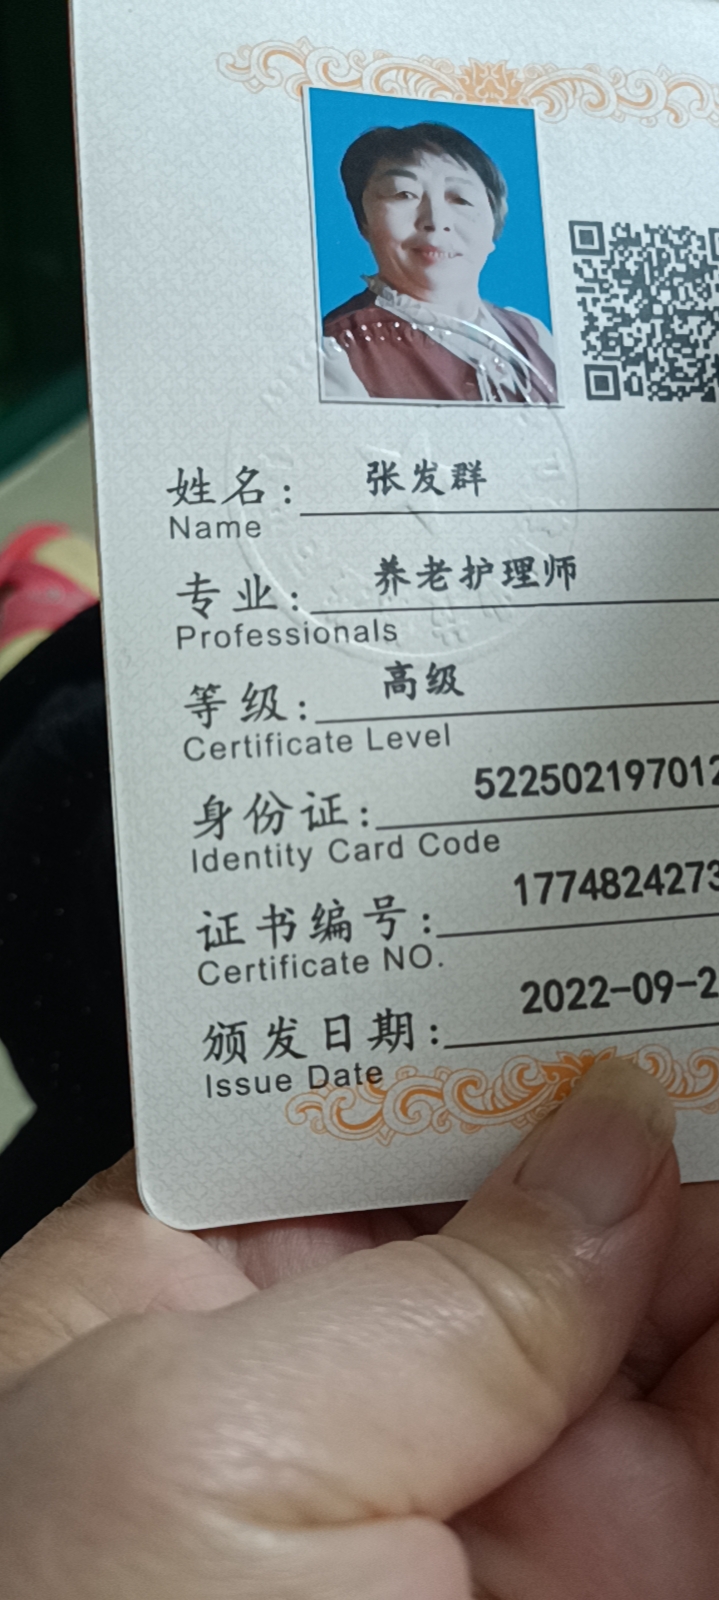 姓名： 张发群
Name
专业： 养老护理师
Professionals
等级： 高级
Certificate Level
身份证： 522502197012
Identity Card Code
证书编号： 1774824273
Certificate NO.
颁发日期： 2022-09-2
Issue Date